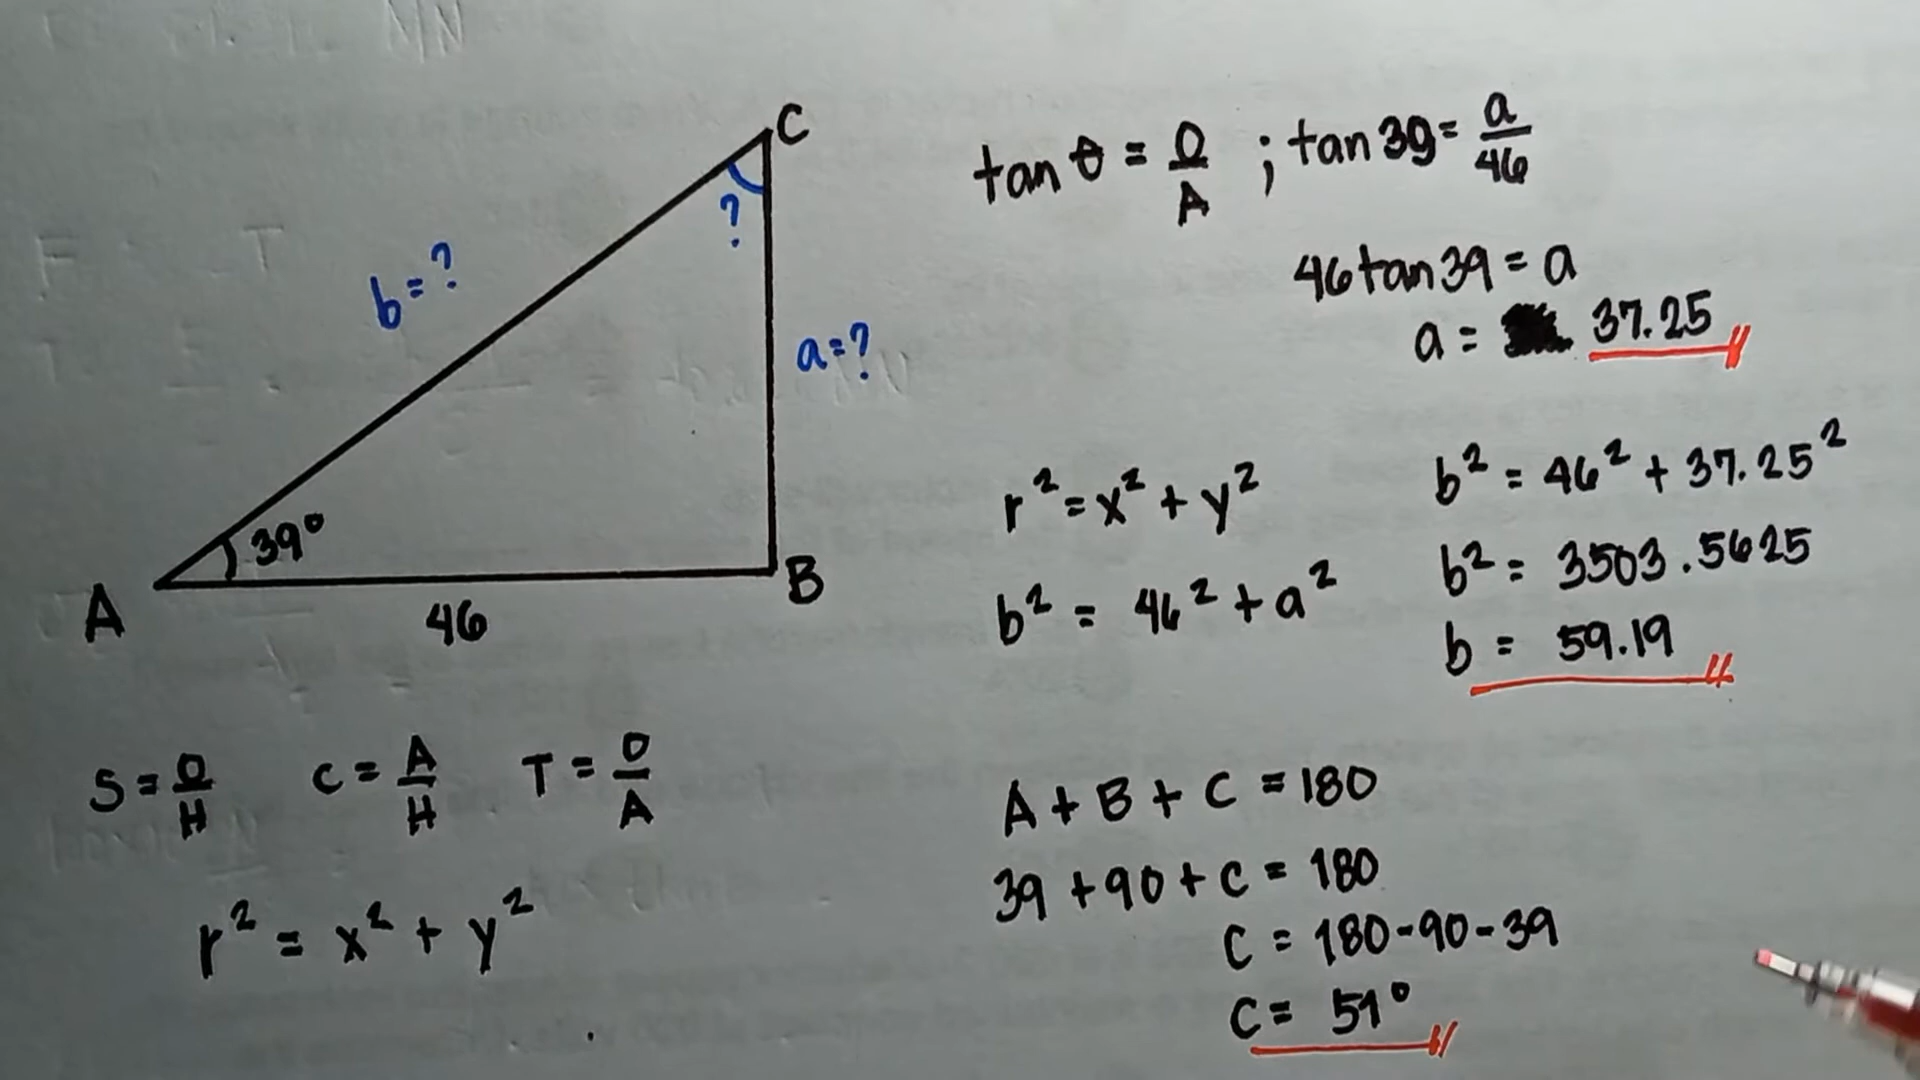 C
?
b=?
a=?
39°
A
46
B
S = O/H   C = A/H   T = O/A
r² = x² + y²
tan θ = O/A ; tan 39 = a/46
46 tan 39 = a
a = 37.25
r² = x² + y²
b² = 46² + a²
b² = 46² + 37.25²
b² = 3503.5625
b = 59.19
A + B + C = 180
39 + 90 + C = 180
C = 180 - 90 - 39
C = 51°